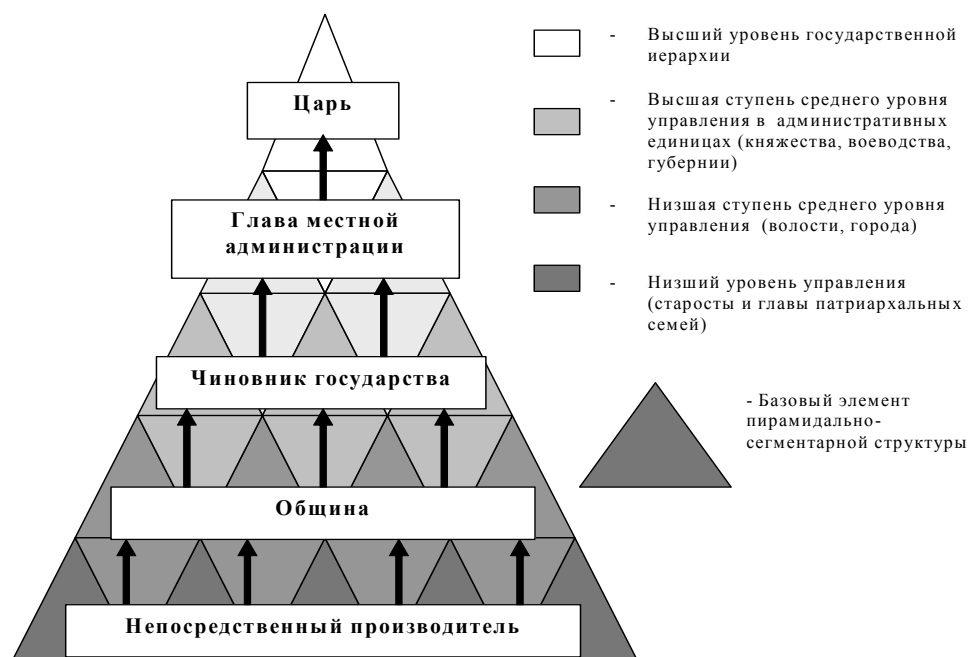 Царь
Глава местной
администрации
Чиновник государства
Община
Непосредственный производитель
- Высший уровень государственной
иерархии
- Высшая ступень среднего уровня
управления в административных
единицах (княжества, воеводства,
губернии)
- Низшая ступень среднего уровня
управления (волости, города)
- Низший уровень управления
(старосты и главы патриархальных
семей)
- Базовый элемент
пирамидально-
сегментарной структуры